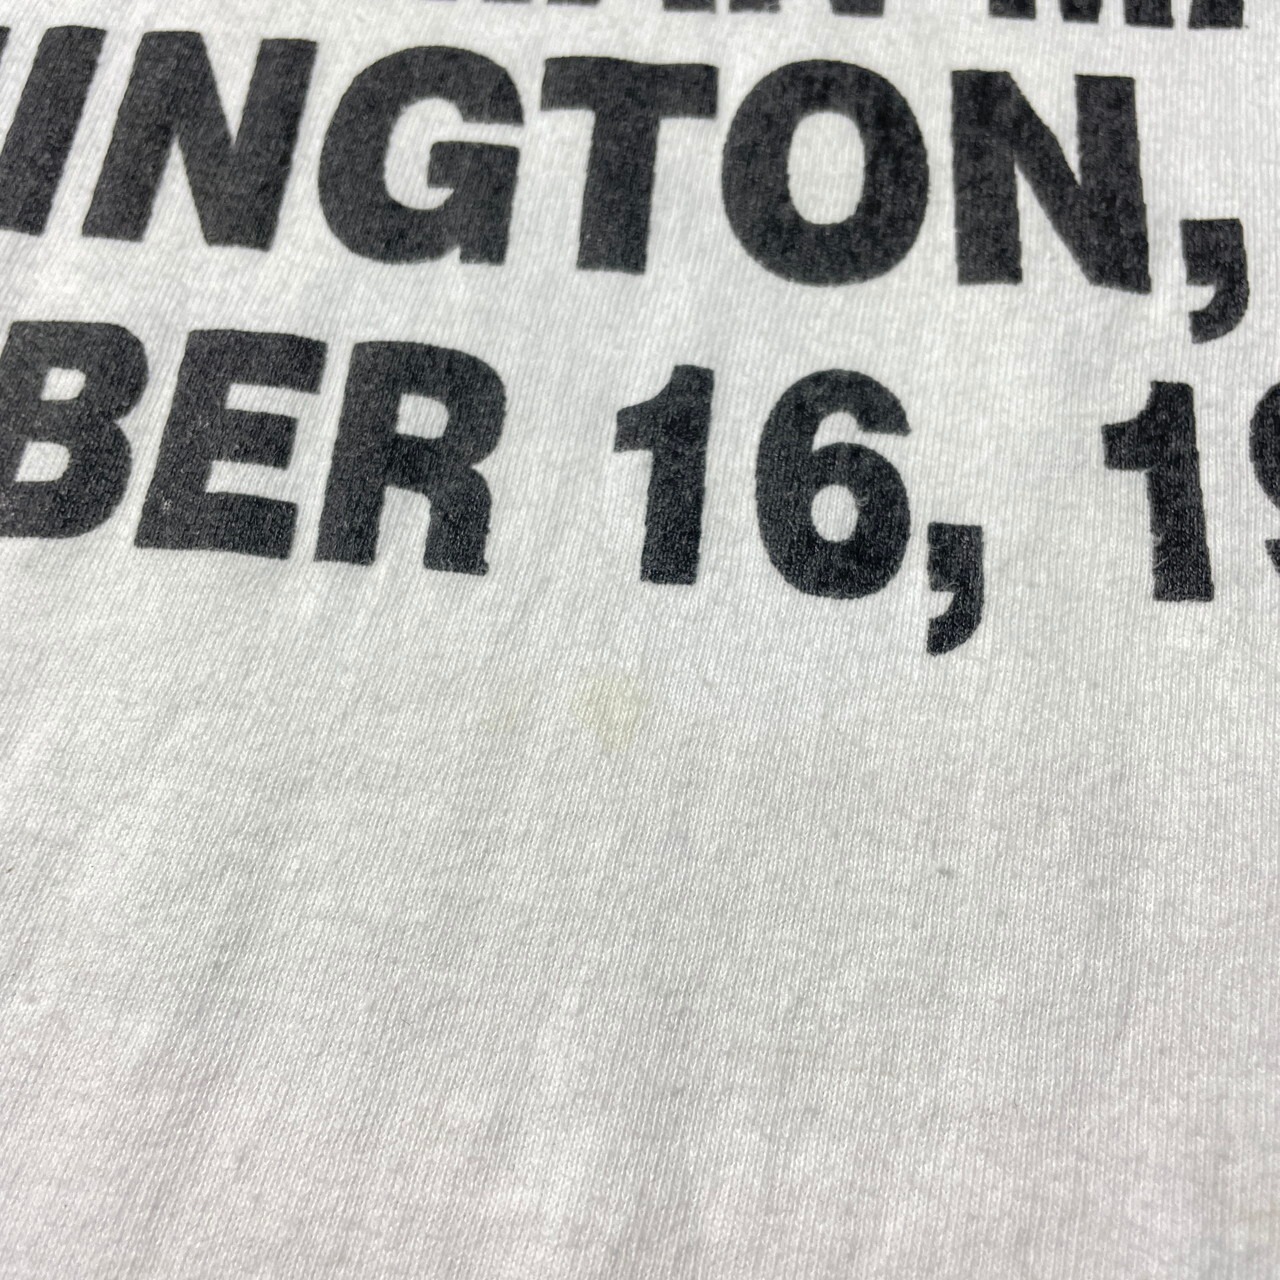 INGTON,
BER 16, 19